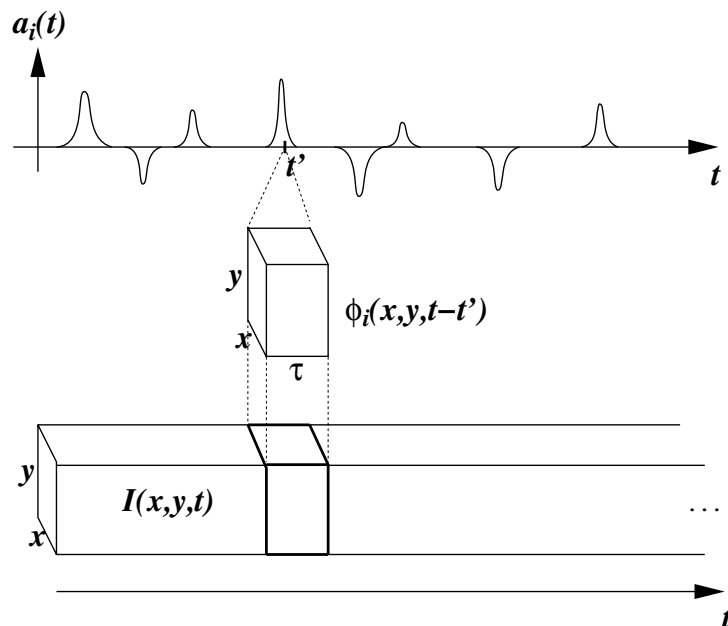 a_i(t)
t'
t
y
ϕ_i(x,y,t−t')
x
τ
y
I(x,y,t)
...
x
t